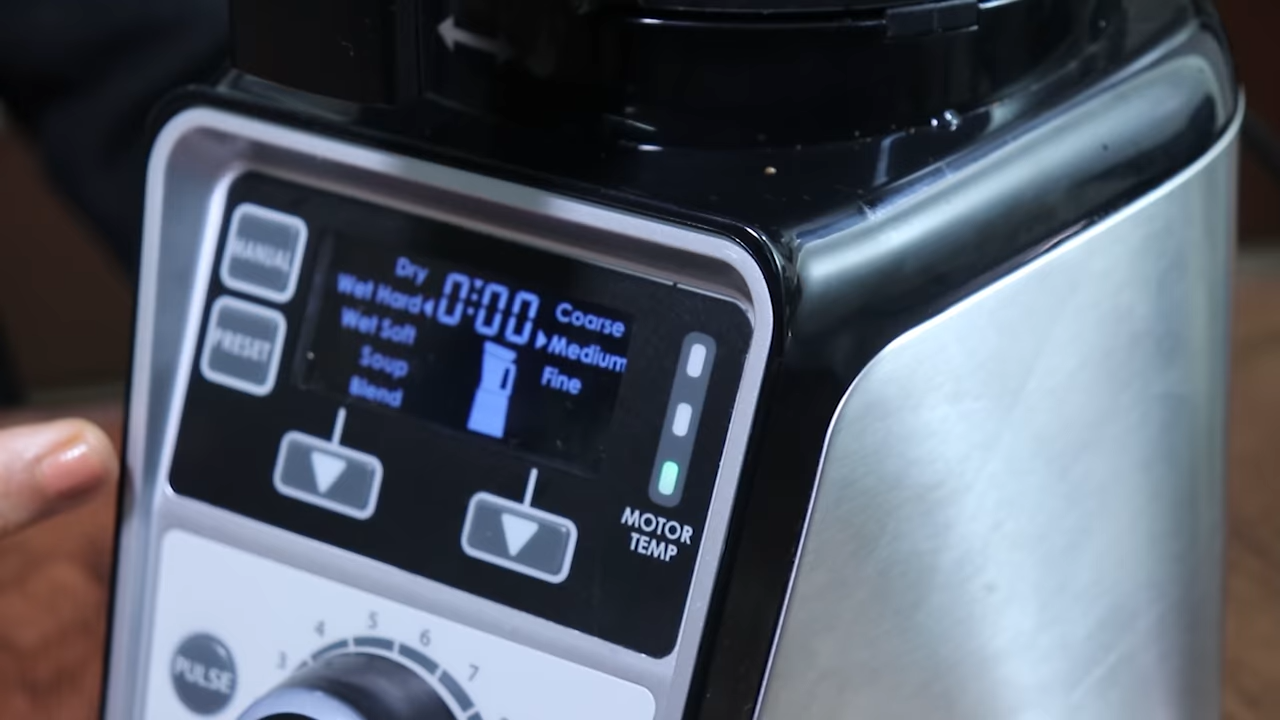 MANUAL
PRESET
Dry
Wet Hard
Wet Soft
Soup
Blend
0:00
Coarse
Medium
Fine
MOTOR
TEMP
PULSE
3
4
5
6
7